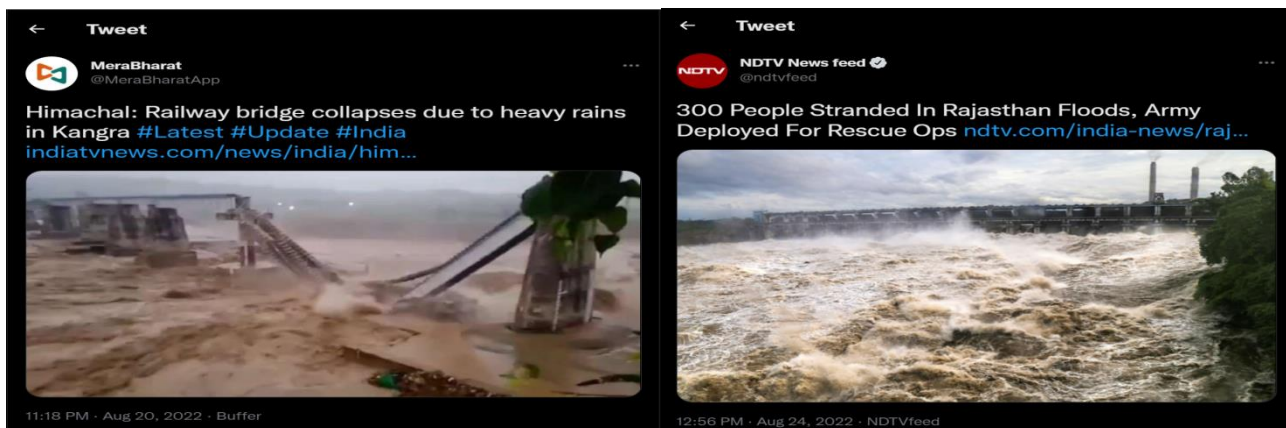 Tweet
MeraBharat
@MeraBharatApp
Himachal: Railway bridge collapses due to heavy rains
in Kangra #Latest #Update #India
indiatvnews.com/news/india/him...
11:18 PM · Aug 20, 2022 · Buffer
Tweet
NDTV
NDTV News feed
@ndtvfeed
300 People Stranded In Rajasthan Floods, Army
Deployed For Rescue Ops ndtv.com/india-news/raj...
12:56 PM · Aug 24, 2022 · NDTVfeed